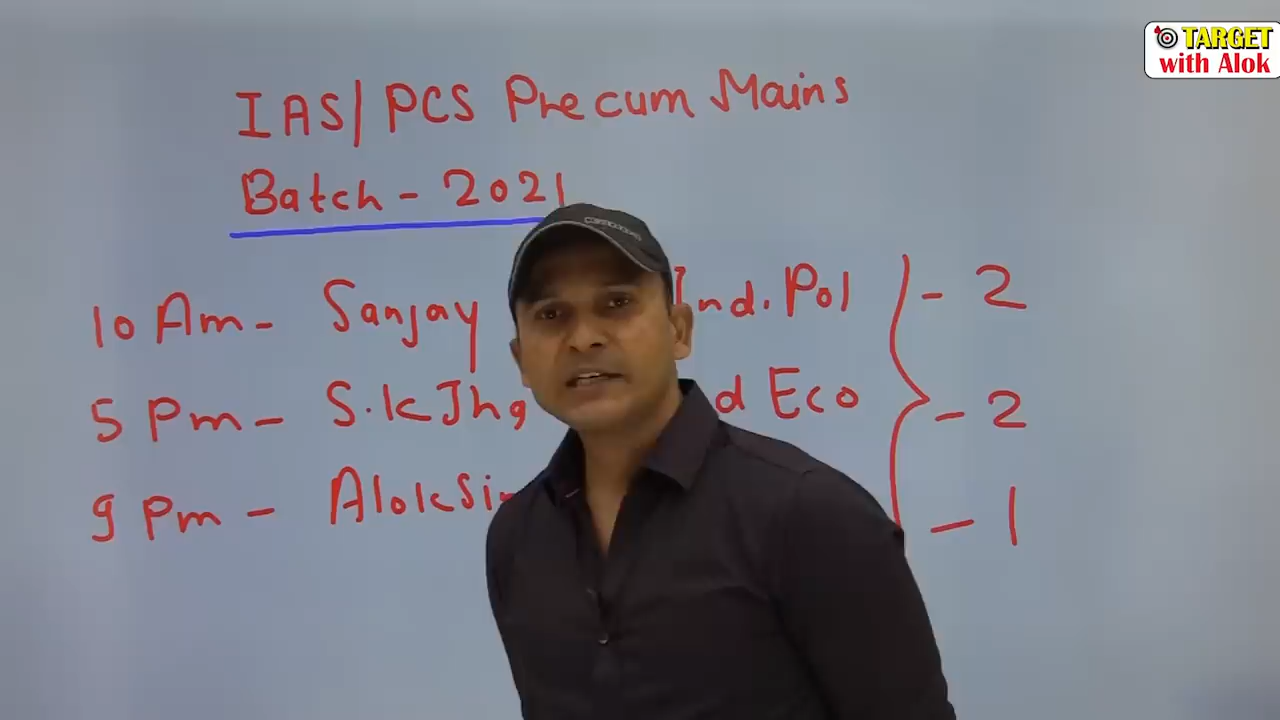 TARGET
with Alok
IAS/PCS Pre cum Mains
Batch - 2021
10 Am - Sanjay Ind. Pol - 2
5 Pm - S.K Jha Eco - 2
9 Pm - Alok - 1